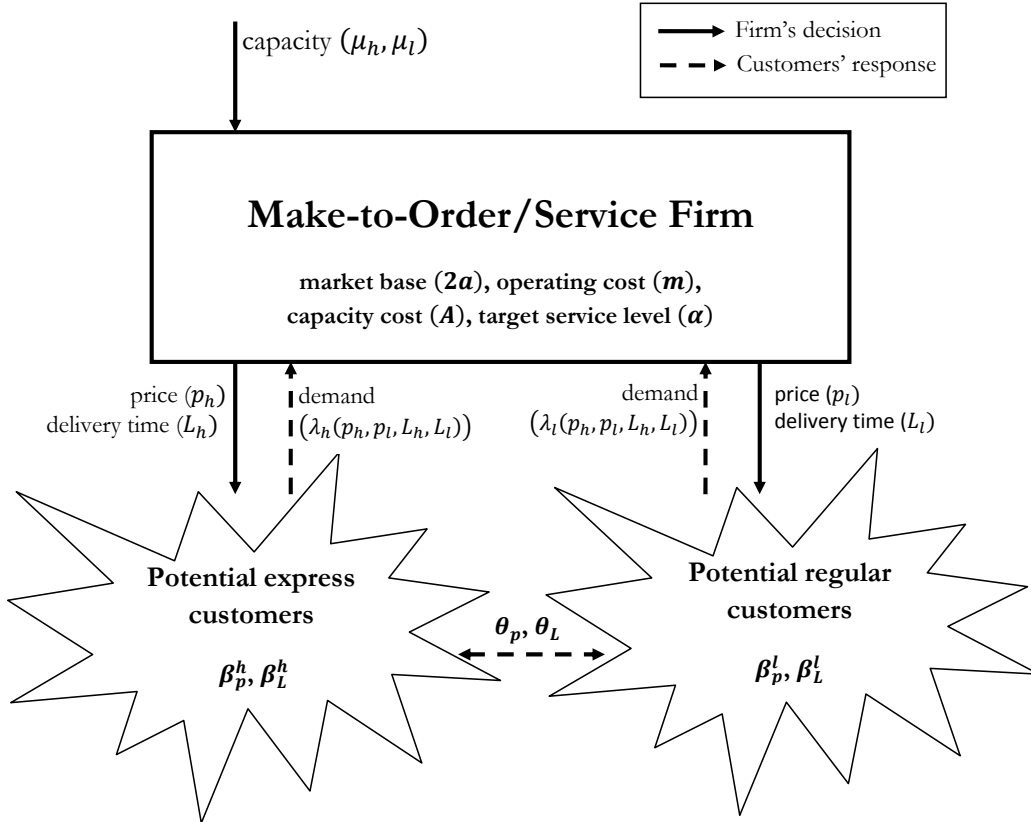 capacity (μ_h, μ_l)
Firm's decision
Customers' response
Make-to-Order/Service Firm
market base (2a), operating cost (m),
capacity cost (A), target service level (α)
price (p_h)
delivery time (L_h)
demand
(λ_h(p_h, p_l, L_h, L_l))
demand
(λ_l(p_h, p_l, L_h, L_l))
price (p_l)
delivery time (L_l)
Potential express
customers
β_p^h, β_L^h
θ_p, θ_L
Potential regular
customers
β_p^l, β_L^l